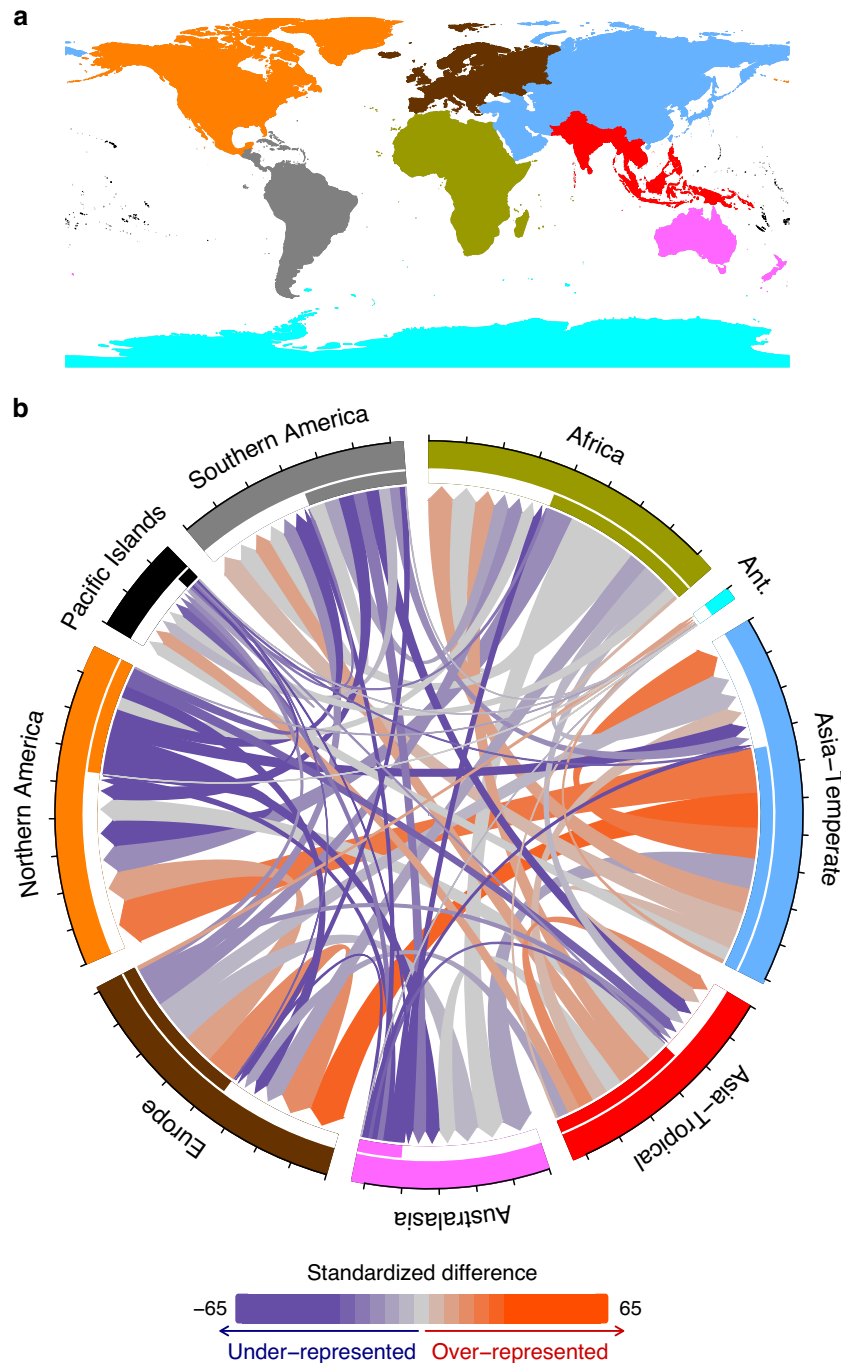 a
b
Southern America
Africa
Pacific Islands
Ant.
Northern America
Asia−Temperate
Europe
Asia−Tropical
Australasia
Standardized difference
−65 65
Under−represented Over−represented